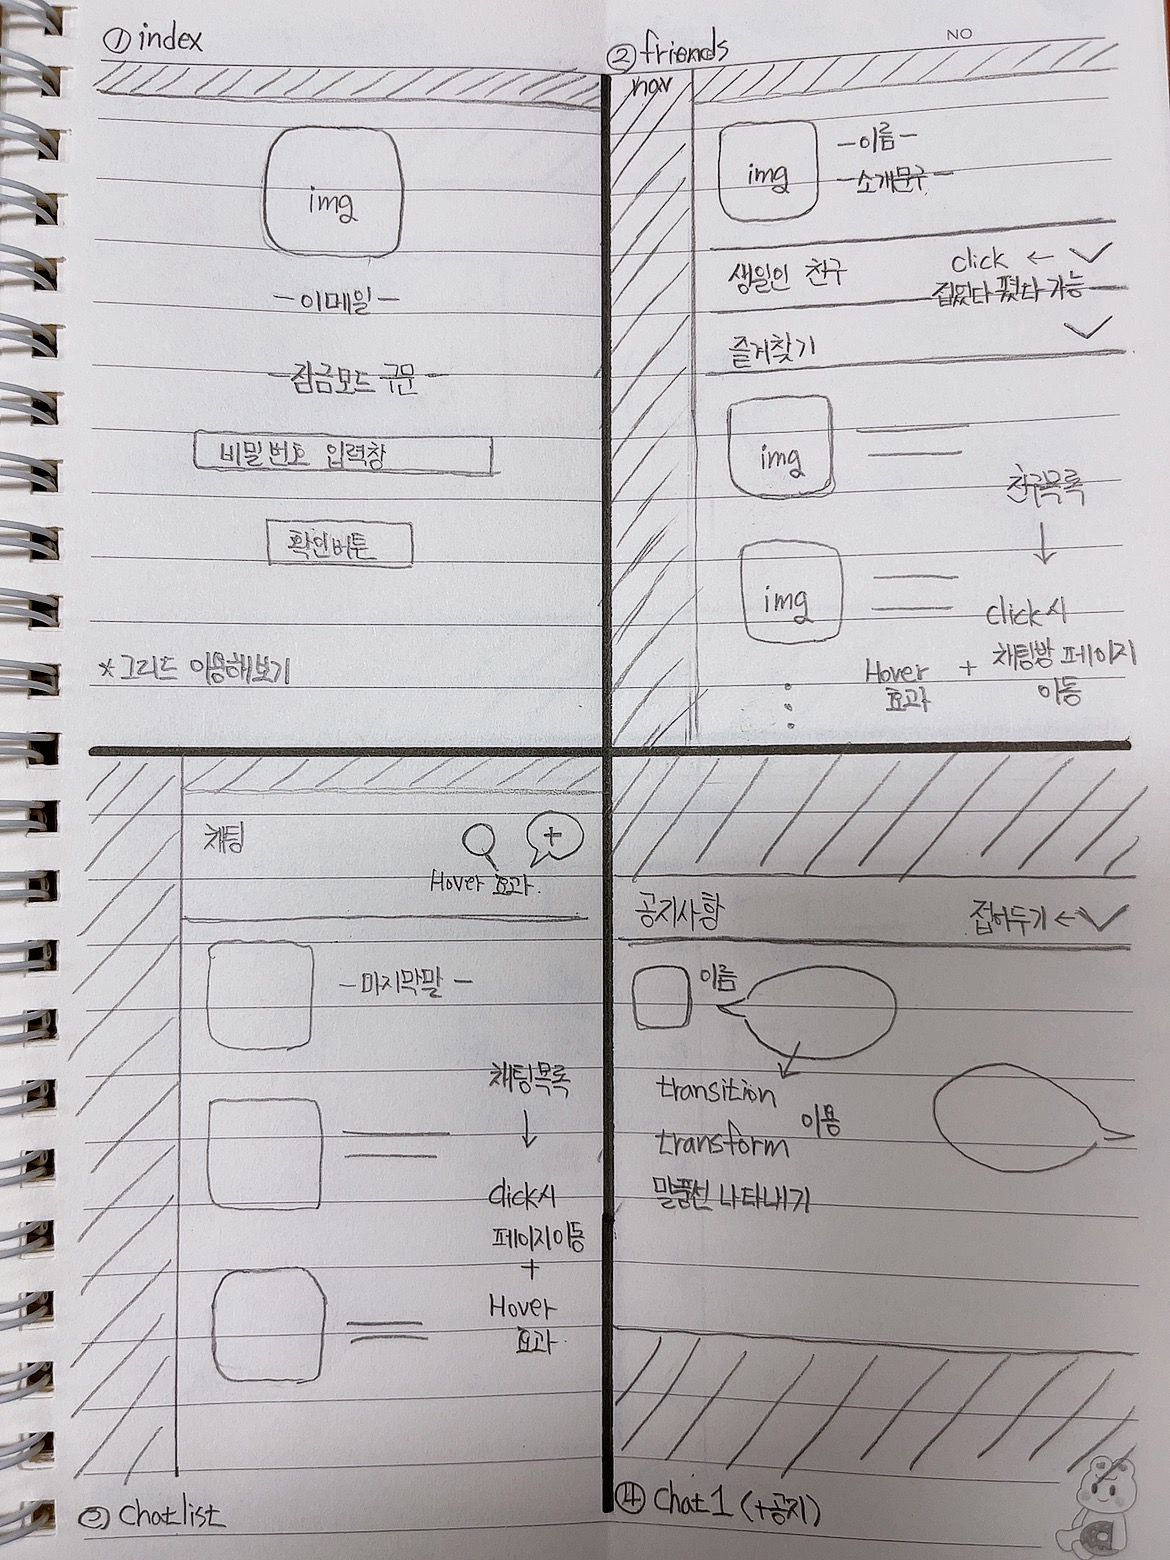 ① index
img
-이메일-
-잠금모드 구문-
비밀번호 입력창
확인버튼
*그리드 이용해보기
② friends
NO
nav
img
-이름-
-소개문구-
생일인 친구
click ←
접었다 폈다 가능
즐겨찾기
img
친구목록
↓
img
click시
Hover
효과
+
채팅방 페이지
이동
채팅
+
Hover 효과.
-마지막말-
채팅목록
↓
click시
페이지이동
+
Hover
효과.
③ chatlist
공지사항
접어두기 ←
이름
transition
이용
transform
말풍선 나타내기
④ chat1 (+공지)